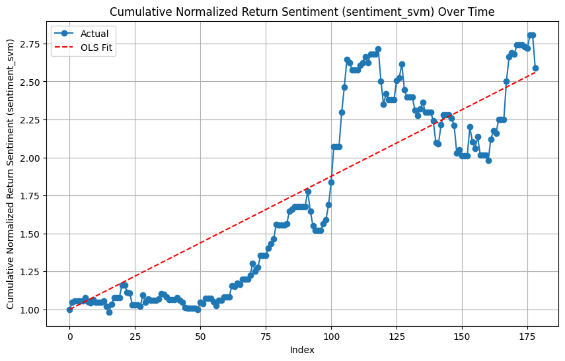 Cumulative Normalized Return Sentiment (sentiment_svm) Over Time
Actual
OLS Fit
Cumulative Normalized Return Sentiment (sentiment_svm)
2.75
2.50
2.25
2.00
1.75
1.50
1.25
1.00
0 25 50 75 100 125 150 175
Index